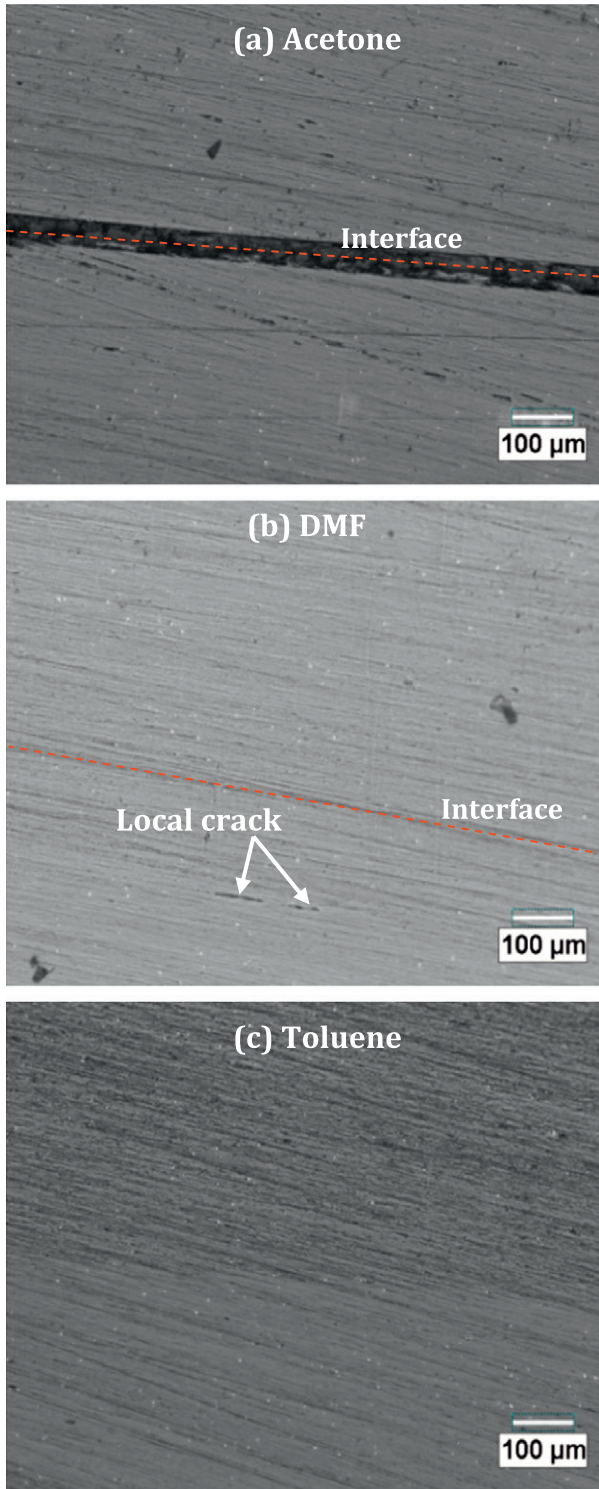 (a) Acetone
Interface
100 µm
(b) DMF
Interface
Local crack
100 µm
(c) Toluene
100 µm